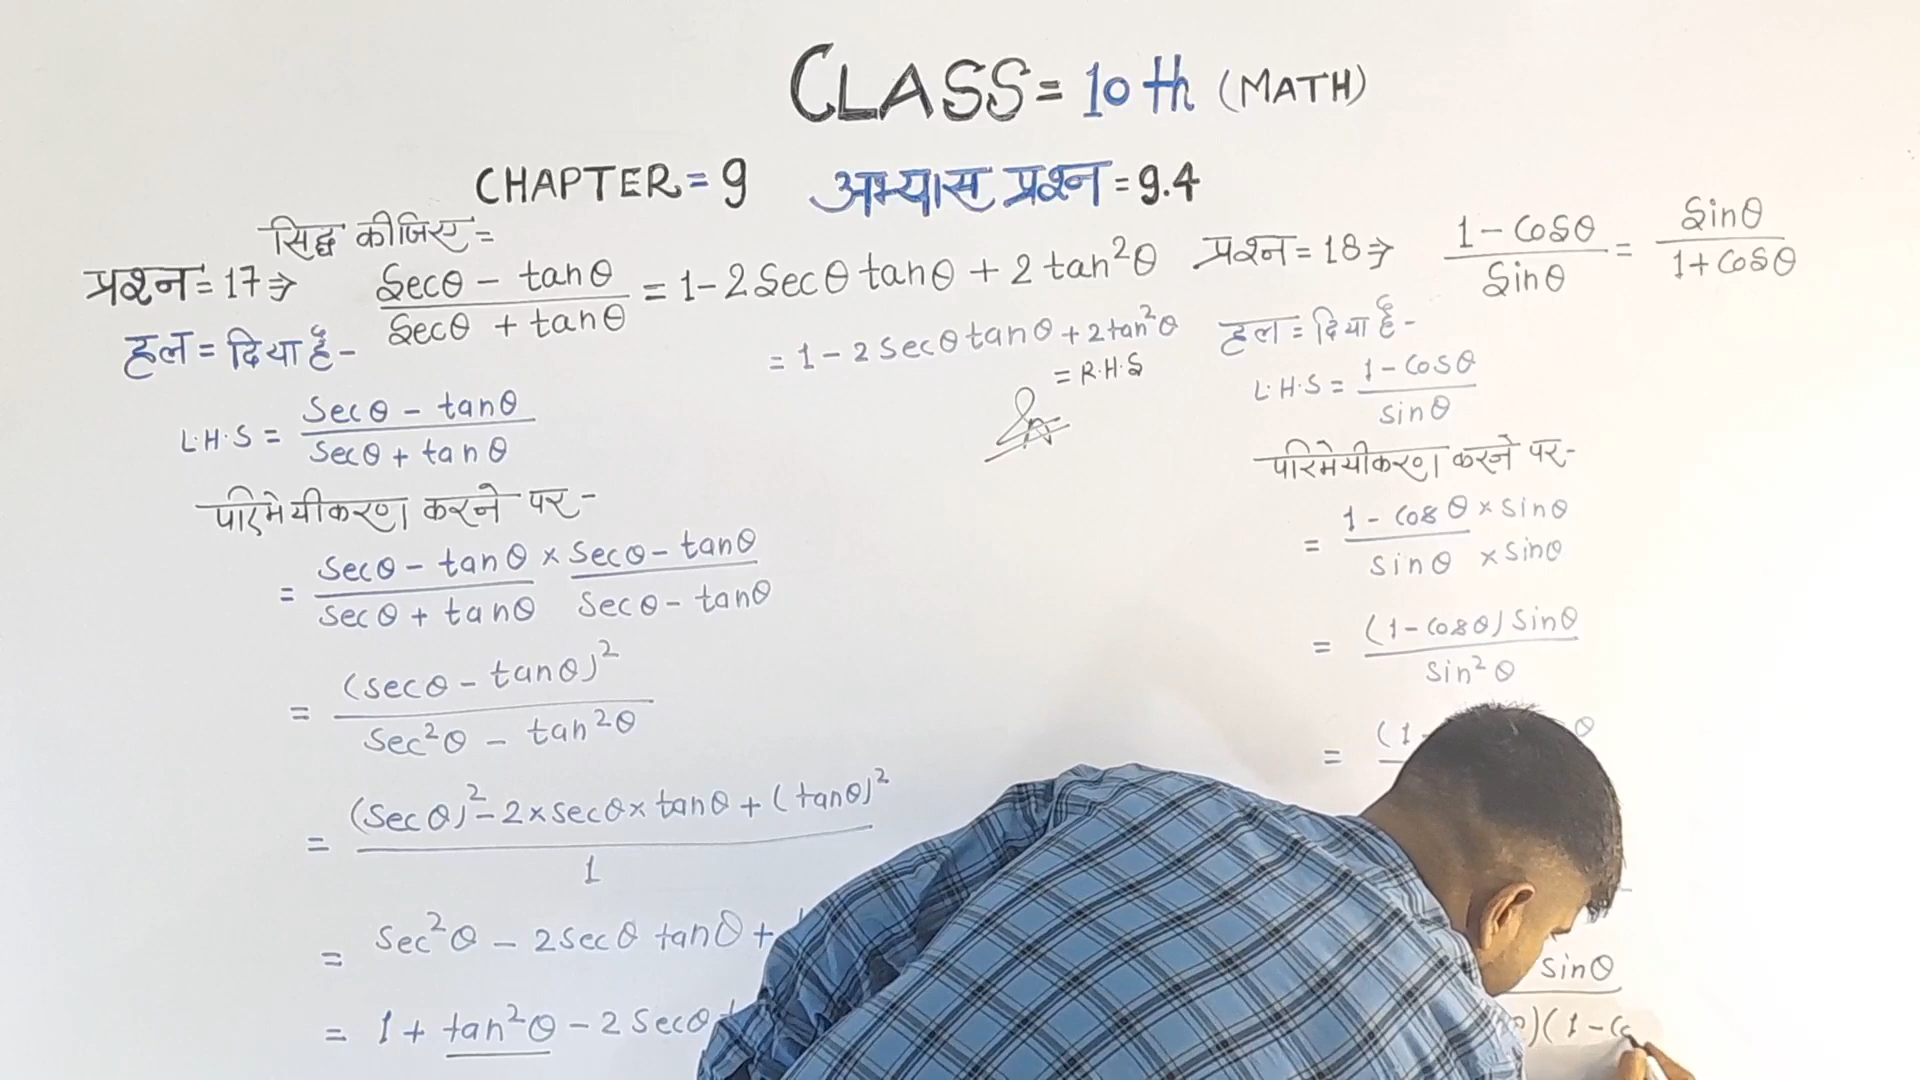 CLASS = 10th (MATH)
CHAPTER = 9 अभ्यास प्रश्न = 9.4
सिद्ध कीजिए =
प्रश्न = 17 ⇒ (secθ - tanθ)/(secθ + tanθ) = 1 - 2 secθ tanθ + 2 tan²θ
हल = दिया है -
L.H.S = (secθ - tanθ)/(secθ + tanθ)
परिमेयीकरण करने पर -
= (secθ - tanθ)/(secθ + tanθ) × (secθ - tanθ)/(secθ - tanθ)
= (secθ - tanθ)²/(sec²θ - tan²θ)
= ((secθ)² - 2 × secθ × tanθ + (tanθ)²)/1
= sec²θ - 2 secθ tanθ +
= 1 + tan²θ - 2 secθ
= 1 - 2 secθ tanθ + 2 tan²θ
= R.H.S
प्रश्न = 18 ⇒ (1 - cosθ)/sinθ = sinθ/(1 + cosθ)
हल = दिया है -
L.H.S = (1 - cosθ)/sinθ
परिमेयीकरण करने पर -
= (1 - cosθ × sinθ)/(sinθ × sinθ)
= (1 - cosθ) sinθ/sin²θ
= (1 - θ
sinθ
)(1 - co